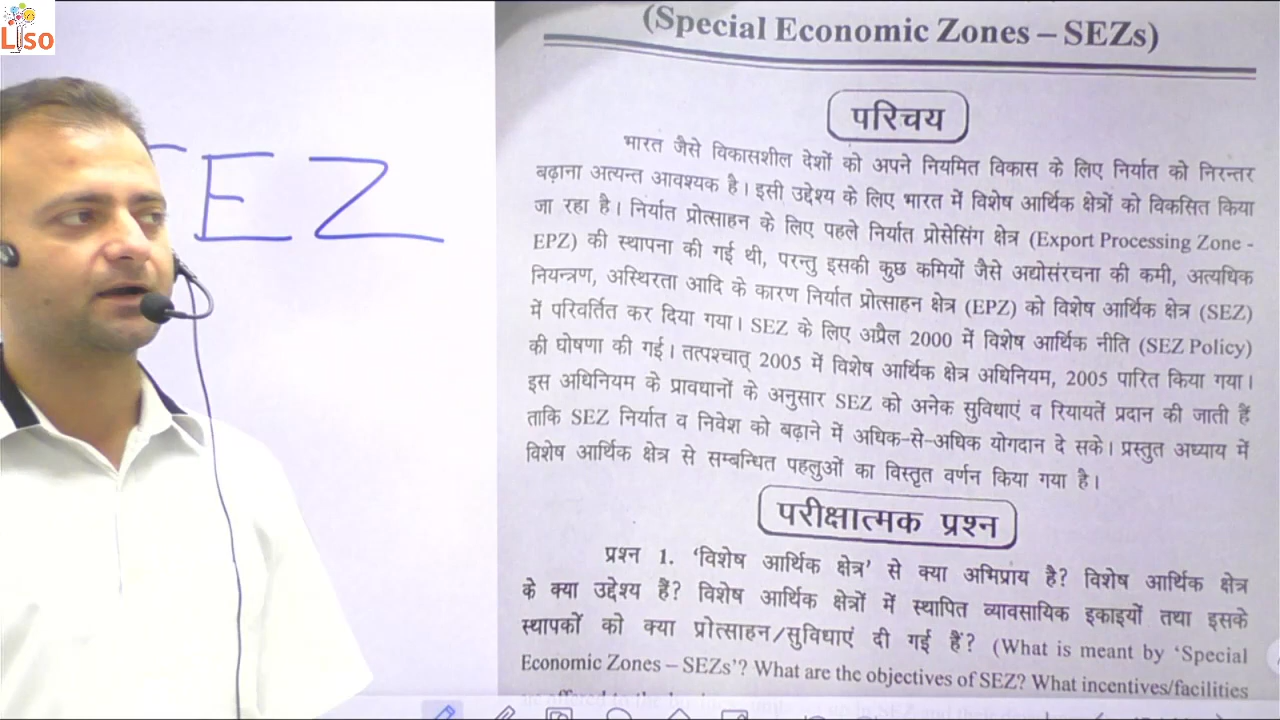 Liso
EZ
(Special Economic Zones – SEZs)
परिचय
भारत जैसे विकासशील देशों को अपने नियमित विकास के लिए निर्यात को निरन्तर
बढ़ाना अत्यन्त आवश्यक है। इसी उद्देश्य के लिए भारत में विशेष आर्थिक क्षेत्रों को विकसित किया
जा रहा है। निर्यात प्रोत्साहन के लिए पहले निर्यात प्रोसेसिंग क्षेत्र (Export Processing Zone -
EPZ) की स्थापना की गई थी, परन्तु इसकी कुछ कमियों जैसे अद्योसंरचना की कमी, अत्यधिक
नियन्त्रण, अस्थिरता आदि के कारण निर्यात प्रोत्साहन क्षेत्र (EPZ) को विशेष आर्थिक क्षेत्र (SEZ)
में परिवर्तित कर दिया गया। SEZ के लिए अप्रैल 2000 में विशेष आर्थिक नीति (SEZ Policy)
की घोषणा की गई। तत्पश्चात् 2005 में विशेष आर्थिक क्षेत्र अधिनियम, 2005 पारित किया गया।
इस अधिनियम के प्रावधानों के अनुसार SEZ को अनेक सुविधाएं व रियायतें प्रदान की जाती हैं
ताकि SEZ निर्यात व निवेश को बढ़ाने में अधिक-से-अधिक योगदान दे सके। प्रस्तुत अध्याय में
विशेष आर्थिक क्षेत्र से सम्बन्धित पहलुओं का विस्तृत वर्णन किया गया है।
परीक्षात्मक प्रश्न
प्रश्न 1. ‘विशेष आर्थिक क्षेत्र’ से क्या अभिप्राय है? विशेष आर्थिक क्षेत्र
के क्या उद्देश्य हैं? विशेष आर्थिक क्षेत्रों में स्थापित व्यावसायिक इकाइयों तथा इसके
स्थापकों को क्या प्रोत्साहन/सुविधाएं दी गई हैं? (What is meant by ‘Special
Economic Zones – SEZs’? What are the objectives of SEZ? What incentives/facilities